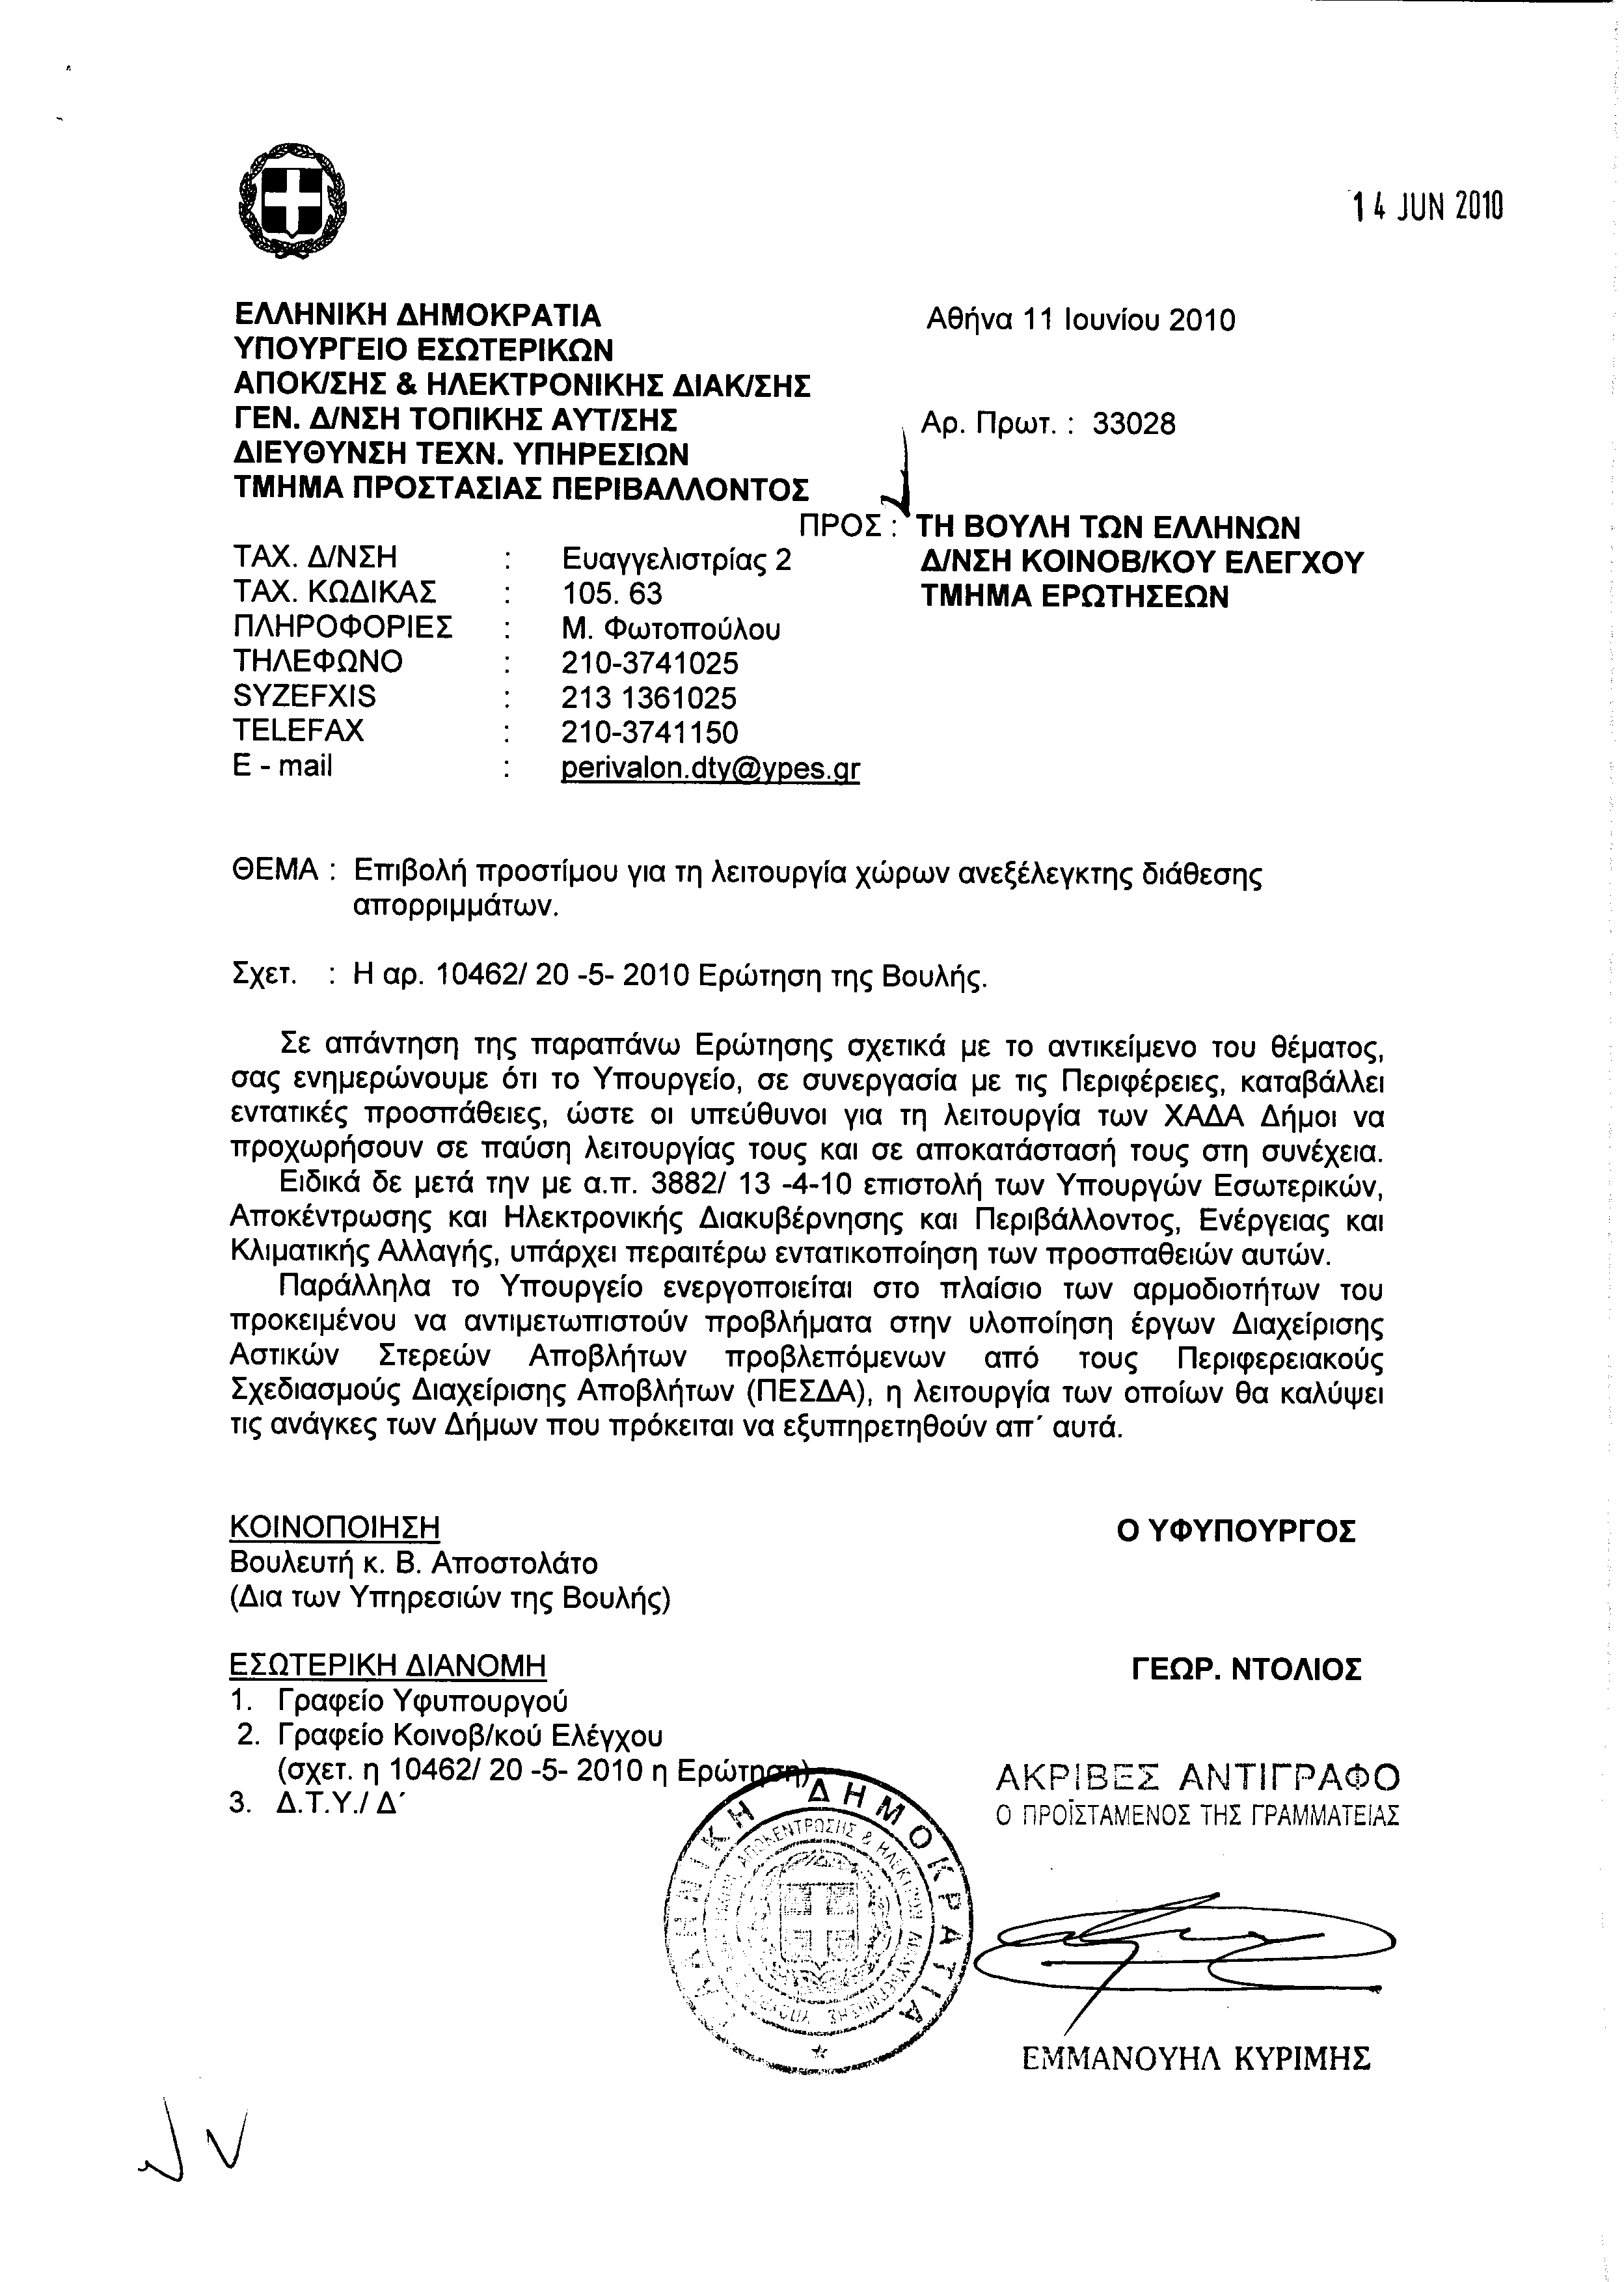 14 JUN 2010
ΕΛΛΗΝΙΚΗ ΔΗΜΟΚΡΑΤΙΑ
ΥΠΟΥΡΓΕΙΟ ΕΣΩΤΕΡΙΚΩΝ
ΑΠΟΚ/ΣΗΣ & ΗΛΕΚΤΡΟΝΙΚΗΣ ΔΙΑΚ/ΣΗΣ
ΓΕΝ. Δ/ΝΣΗ ΤΟΠΙΚΗΣ ΑΥΤ/ΣΗΣ
ΔΙΕΥΘΥΝΣΗ ΤΕΧΝ. ΥΠΗΡΕΣΙΩΝ
ΤΜΗΜΑ ΠΡΟΣΤΑΣΙΑΣ ΠΕΡΙΒΑΛΛΟΝΤΟΣ
Αθήνα 11 Ιουνίου 2010
Αρ. Πρωτ. : 33028
ΠΡΟΣ : ΤΗ ΒΟΥΛΗ ΤΩΝ ΕΛΛΗΝΩΝ
Δ/ΝΣΗ ΚΟΙΝΟΒ/ΚΟΥ ΕΛΕΓΧΟΥ
ΤΜΗΜΑ ΕΡΩΤΗΣΕΩΝ
ΤΑΧ. Δ/ΝΣΗ : Ευαγγελιστρίας 2
ΤΑΧ. ΚΩΔΙΚΑΣ : 105. 63
ΠΛΗΡΟΦΟΡΙΕΣ : Μ. Φωτοπούλου
ΤΗΛΕΦΩΝΟ : 210-3741025
SYZEFXIS : 213 1361025
TELEFAX : 210-3741150
E - mail : perivalon.dty@ypes.gr
ΘΕΜΑ : Επιβολή προστίμου για τη λειτουργία χώρων ανεξέλεγκτης διάθεσης
απορριμμάτων.
Σχετ. : Η αρ. 10462/ 20 -5- 2010 Ερώτηση της Βουλής.
Σε απάντηση της παραπάνω Ερώτησης σχετικά με το αντικείμενο του θέματος,
σας ενημερώνουμε ότι το Υπουργείο, σε συνεργασία με τις Περιφέρειες, καταβάλλει
εντατικές προσπάθειες, ώστε οι υπεύθυνοι για τη λειτουργία των ΧΑΔΑ Δήμοι να
προχωρήσουν σε παύση λειτουργίας τους και σε αποκατάστασή τους στη συνέχεια.
Ειδικά δε μετά την με α.π. 3882/ 13 -4-10 επιστολή των Υπουργών Εσωτερικών,
Αποκέντρωσης και Ηλεκτρονικής Διακυβέρνησης και Περιβάλλοντος, Ενέργειας και
Κλιματικής Αλλαγής, υπάρχει περαιτέρω εντατικοποίηση των προσπαθειών αυτών.
Παράλληλα το Υπουργείο ενεργοποιείται στο πλαίσιο των αρμοδιοτήτων του
προκειμένου να αντιμετωπιστούν προβλήματα στην υλοποίηση έργων Διαχείρισης
Αστικών Στερεών Αποβλήτων προβλεπόμενων από τους Περιφερειακούς
Σχεδιασμούς Διαχείρισης Αποβλήτων (ΠΕΣΔΑ), η λειτουργία των οποίων θα καλύψει
τις ανάγκες των Δήμων που πρόκειται να εξυπηρετηθούν απ΄ αυτά.
ΚΟΙΝΟΠΟΙΗΣΗ
Βουλευτή κ. Β. Αποστολάτο
(Δια των Υπηρεσιών της Βουλής)
Ο ΥΦΥΠΟΥΡΓΟΣ
ΓΕΩΡ. ΝΤΟΛΙΟΣ
ΕΣΩΤΕΡΙΚΗ ΔΙΑΝΟΜΗ
1. Γραφείο Υφυπουργού
2. Γραφείο Κοινοβ/κού Ελέγχου
(σχετ. η 10462/ 20 -5- 2010 η Ερώτηση)
3. Δ.Τ.Υ./ Δ΄
ΑΚΡΙΒΕΣ ΑΝΤΙΓΡΑΦΟ
Ο ΠΡΟΪΣΤΑΜΕΝΟΣ ΤΗΣ ΓΡΑΜΜΑΤΕΙΑΣ
ΕΛΛΗΝΙΚΗ ΔΗΜΟΚΡΑΤΙΑ
ΕΜΜΑΝΟΥΗΛ ΚΥΡΙΜΗΣ